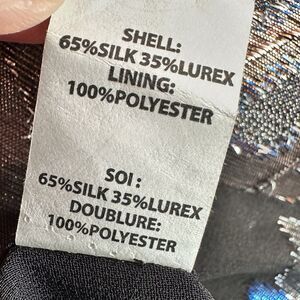 SHELL:
65%SILK 35%LUREX
LINING:
100%POLYESTER
SOI :
65%SILK 35%LUREX
DOUBLURE:
100%POLYESTER